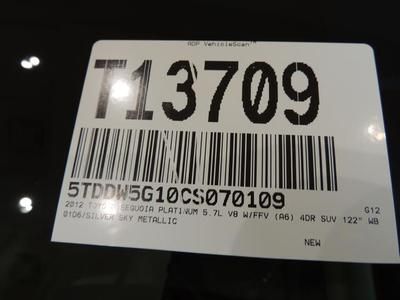 ADP VehicleScan™
T13709
5TDDW5G10CS070109
G12
2012 TOYOTA SEQUOIA PLATINUM 5.7L V8 W/FFV (A6) 4DR SUV 122" WB
01D6/SILVER SKY METALLIC
NEW